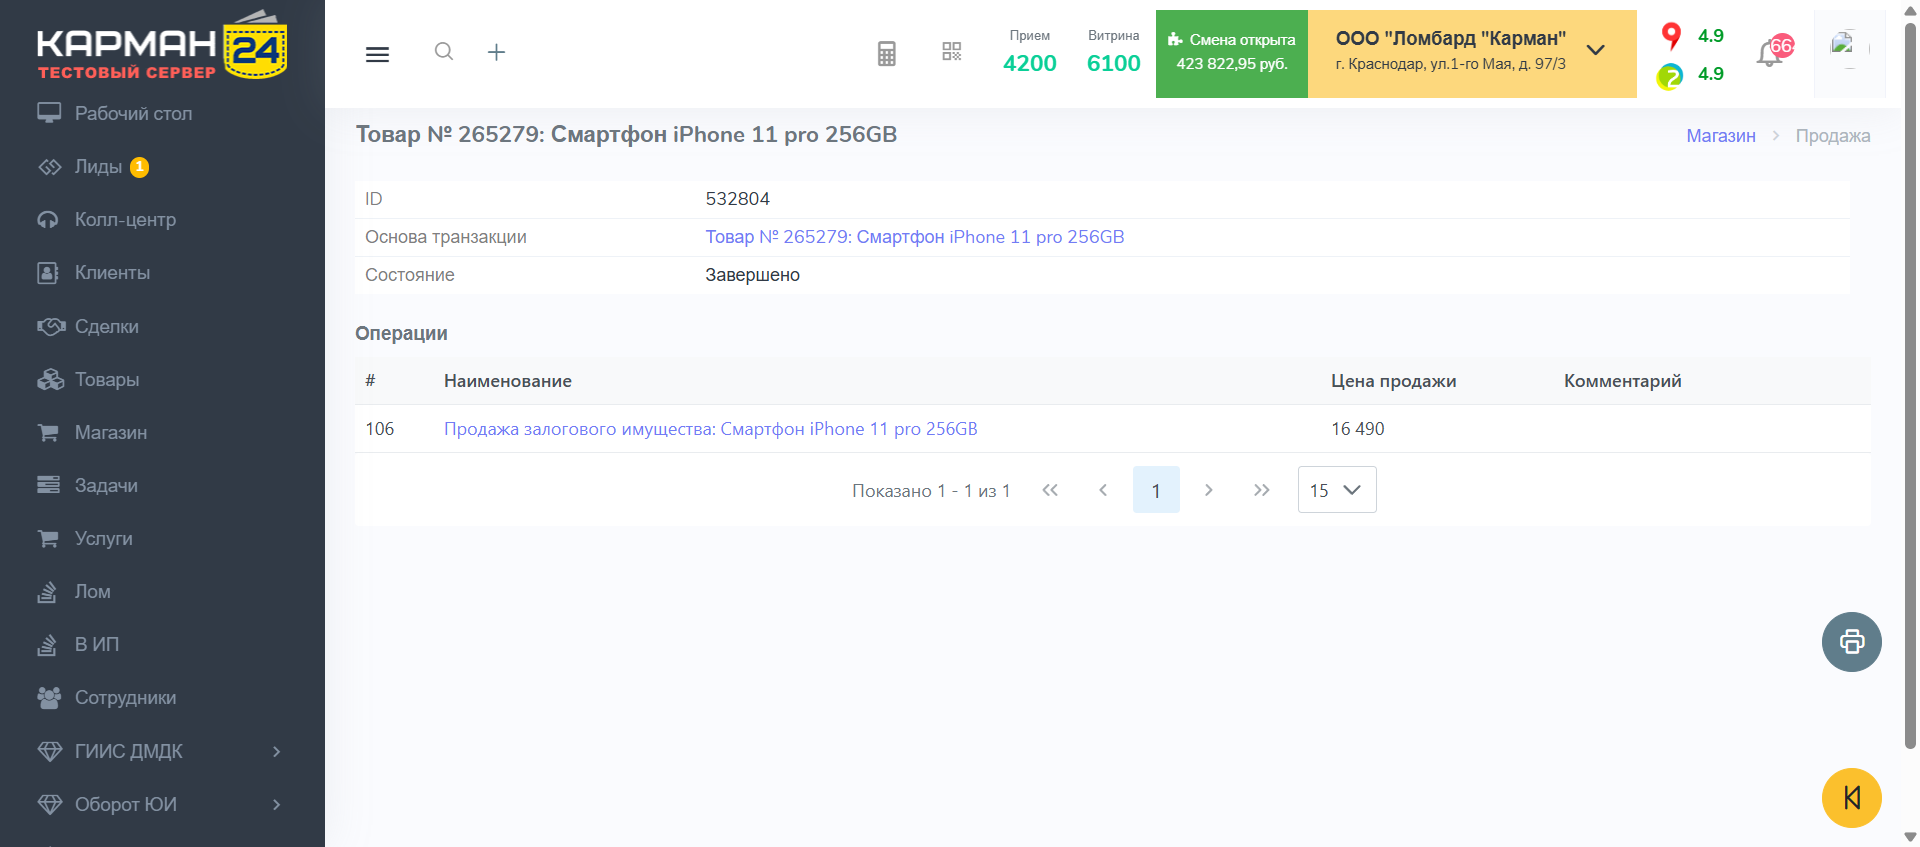 КАРМАН 24
ТЕСТОВЫЙ СЕРВЕР
Рабочий стол
Лиды 1
Колл-центр
Клиенты
Сделки
Товары
Магазин
Задачи
Услуги
Лом
В ИП
Сотрудники
ГИИС ДМДК
Оборот ЮИ
Прием
4200
Витрина
6100
Смена открыта
423 822,95 руб.
ООО "Ломбард "Карман"
г. Краснодар, ул.1-го Мая, д. 97/3
4.9
4.9
Товар № 265279: Смартфон iPhone 11 pro 256GB
Магазин > Продажа
ID 532804
Основа транзакции Товар № 265279: Смартфон iPhone 11 pro 256GB
Состояние Завершено
Операции
# Наименование Цена продажи Комментарий
106 Продажа залогового имущества: Смартфон iPhone 11 pro 256GB 16 490
Показано 1 - 1 из 1 1 15